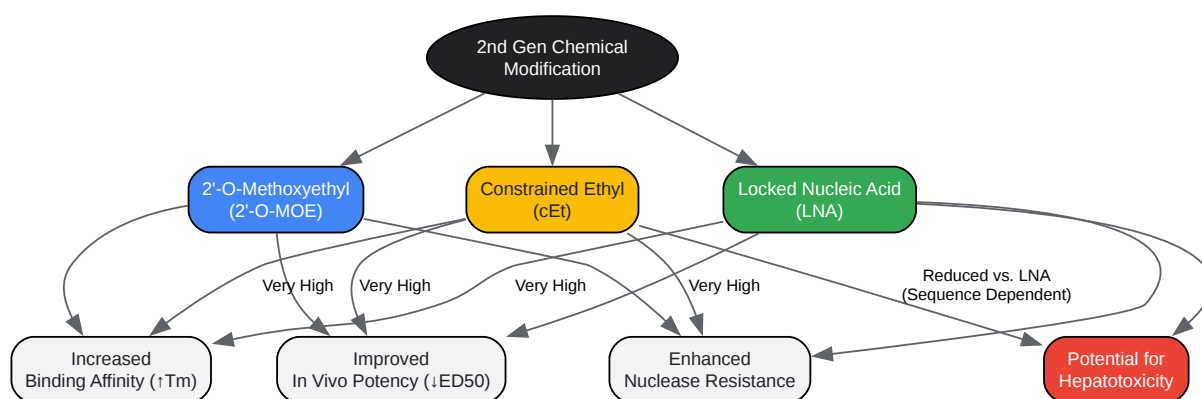 2nd Gen Chemical
Modification
2'-O-Methoxyethyl
(2'-O-MOE)
Constrained Ethyl
(cEt)
Locked Nucleic Acid
(LNA)
Very High
Very High
Very High
Very High
Reduced vs. LNA
(Sequence Dependent)
Increased
Binding Affinity (↑Tm)
Improved
In Vivo Potency (↓ED50)
Enhanced
Nuclease Resistance
Potential for
Hepatotoxicity